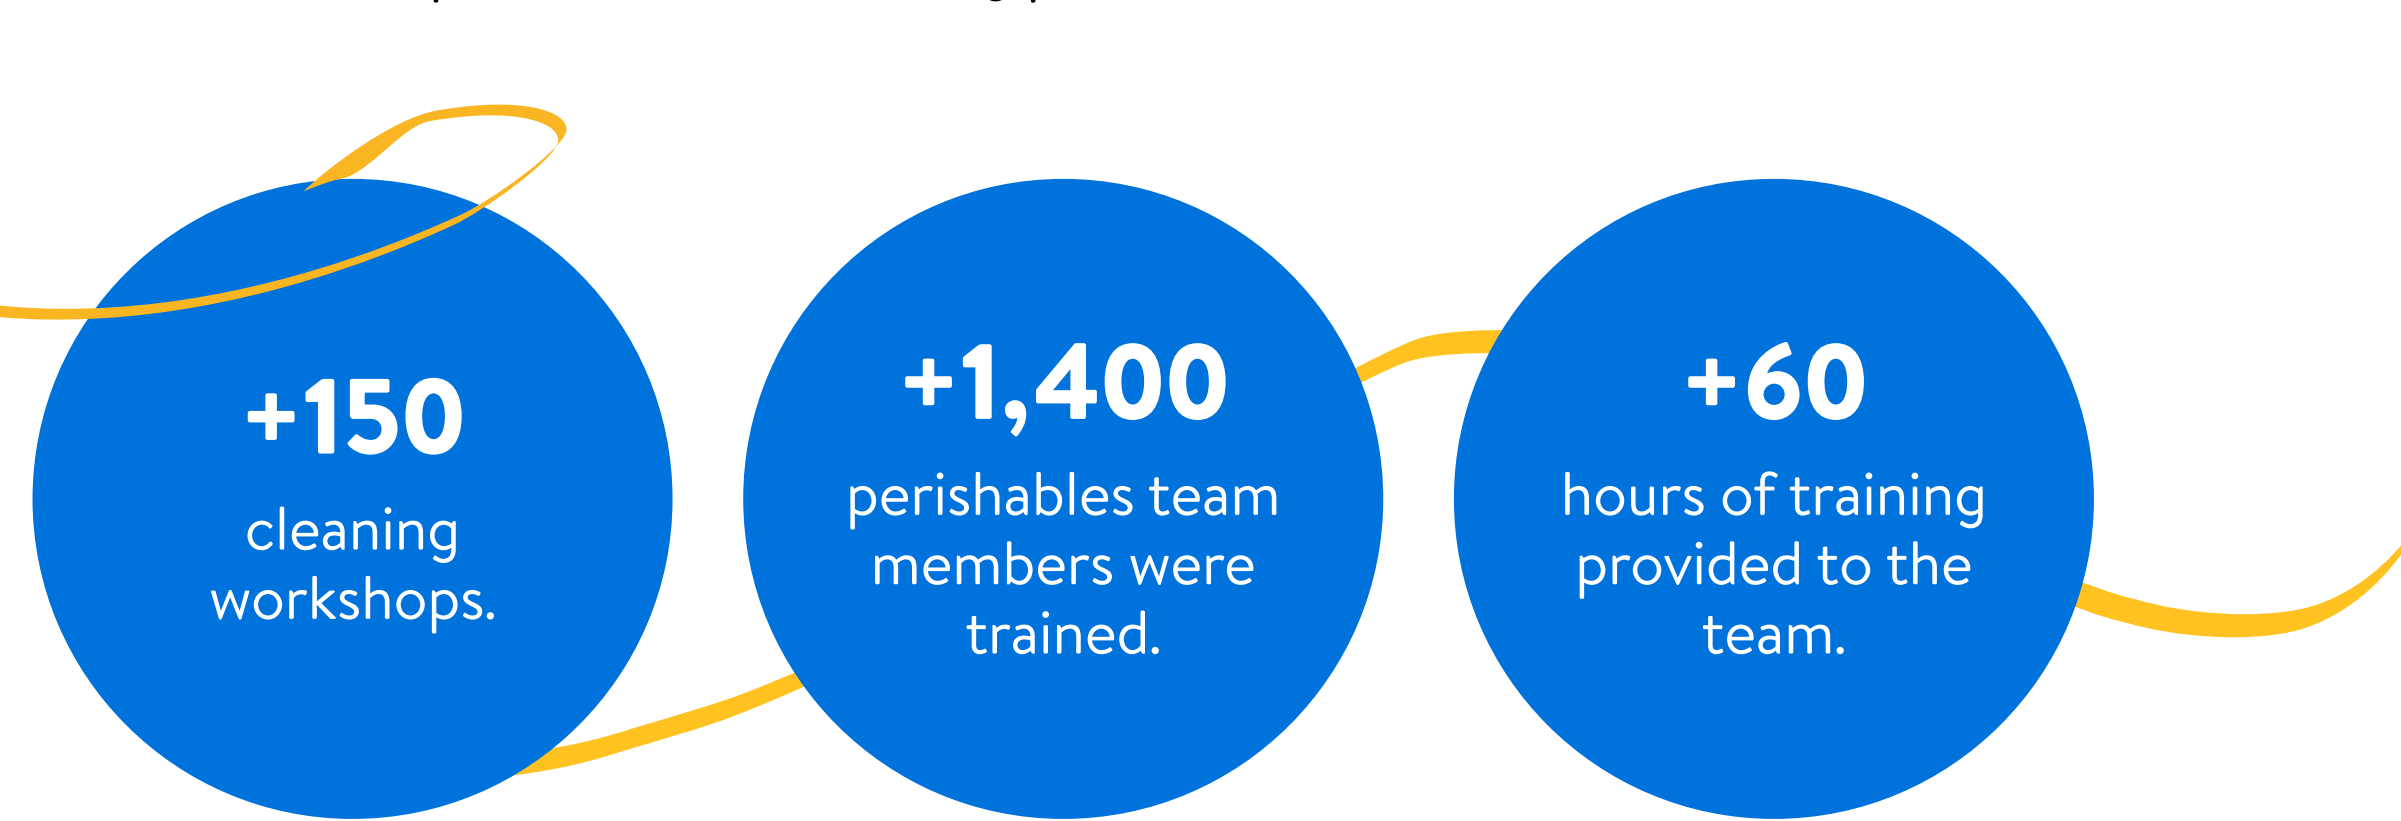 +150
cleaning
workshops.
+1,400
perishables team
members were
trained.
+60
hours of training
provided to the
team.